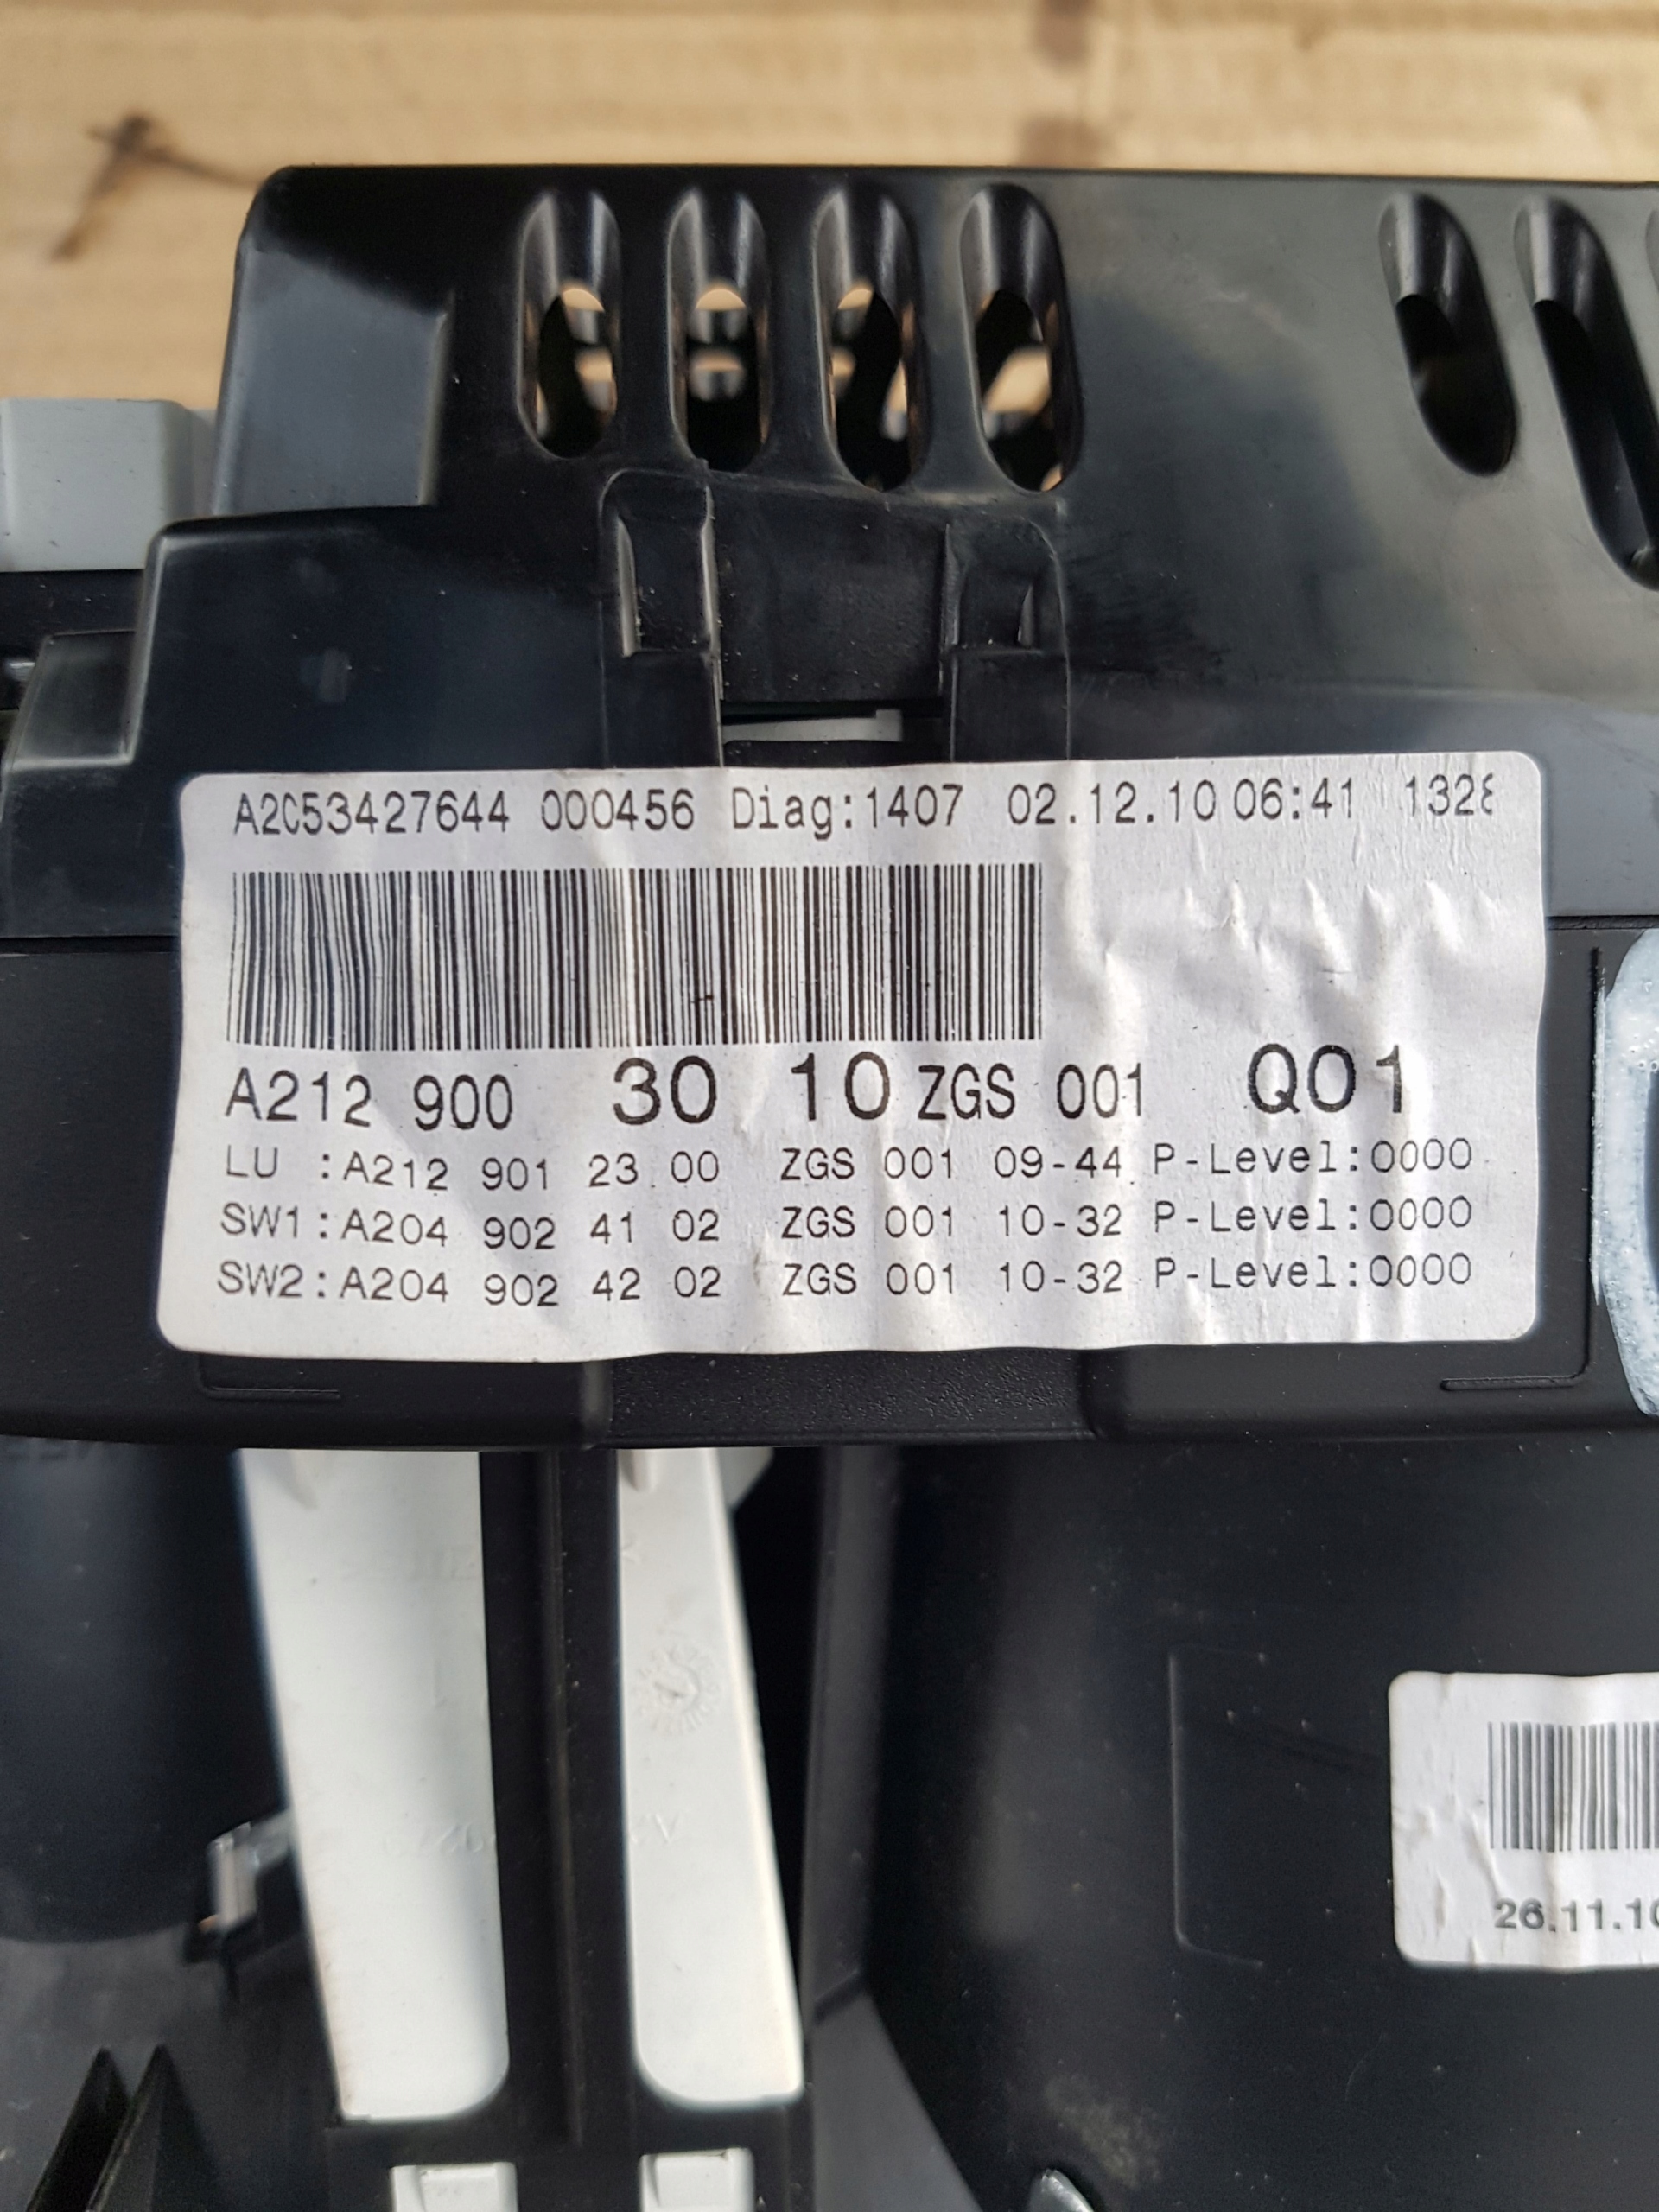 A2C53427644 000456 Diag:1407 02.12.10 06:41 1328
A212 900 30 10 ZGS 001 Q01
LU :A212 901 23 00 ZGS 001 09-44 P-Level:0000
SW1:A204 902 41 02 ZGS 001 10-32 P-Level:0000
SW2:A204 902 42 02 ZGS 001 10-32 P-Level:0000
26.11.10